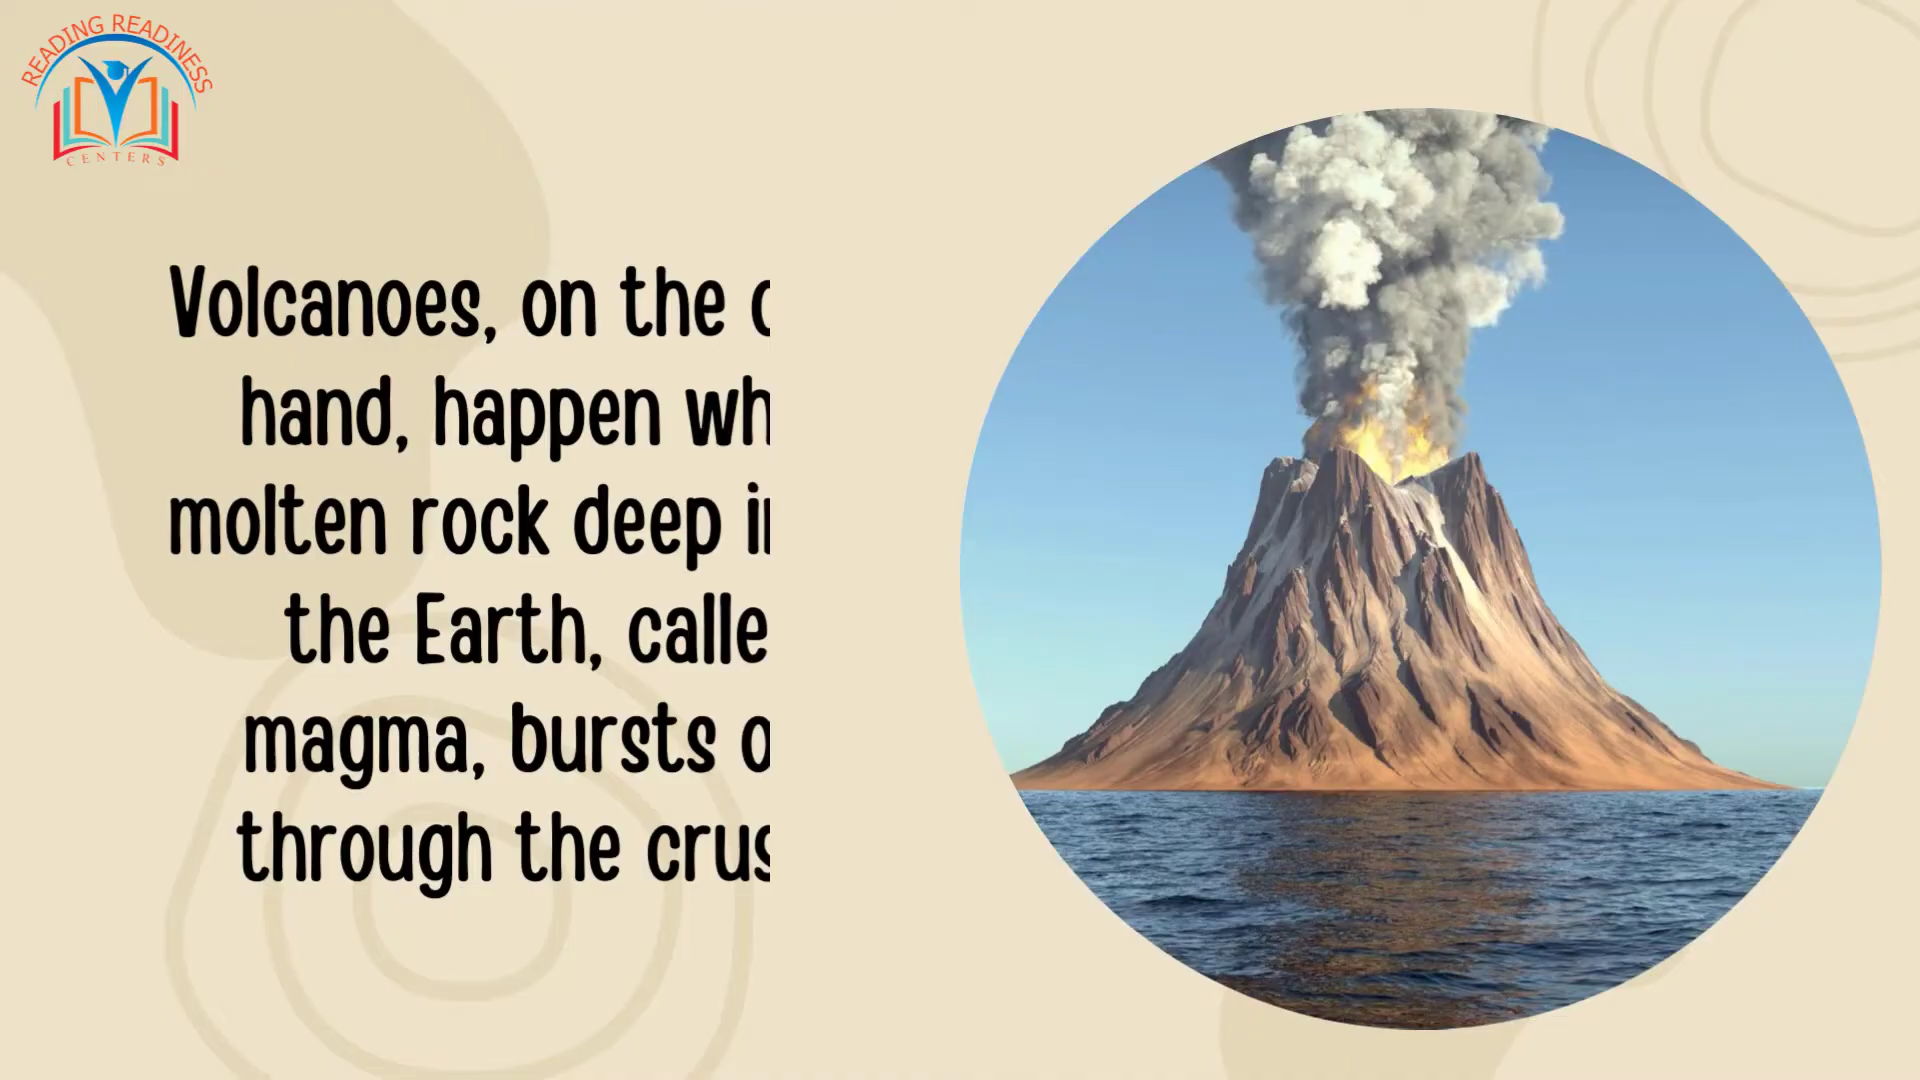 READING READINESS
CENTERS
Volcanoes, on the
hand, happen wh
molten rock deep
the Earth, calle
magma, bursts
through the crus